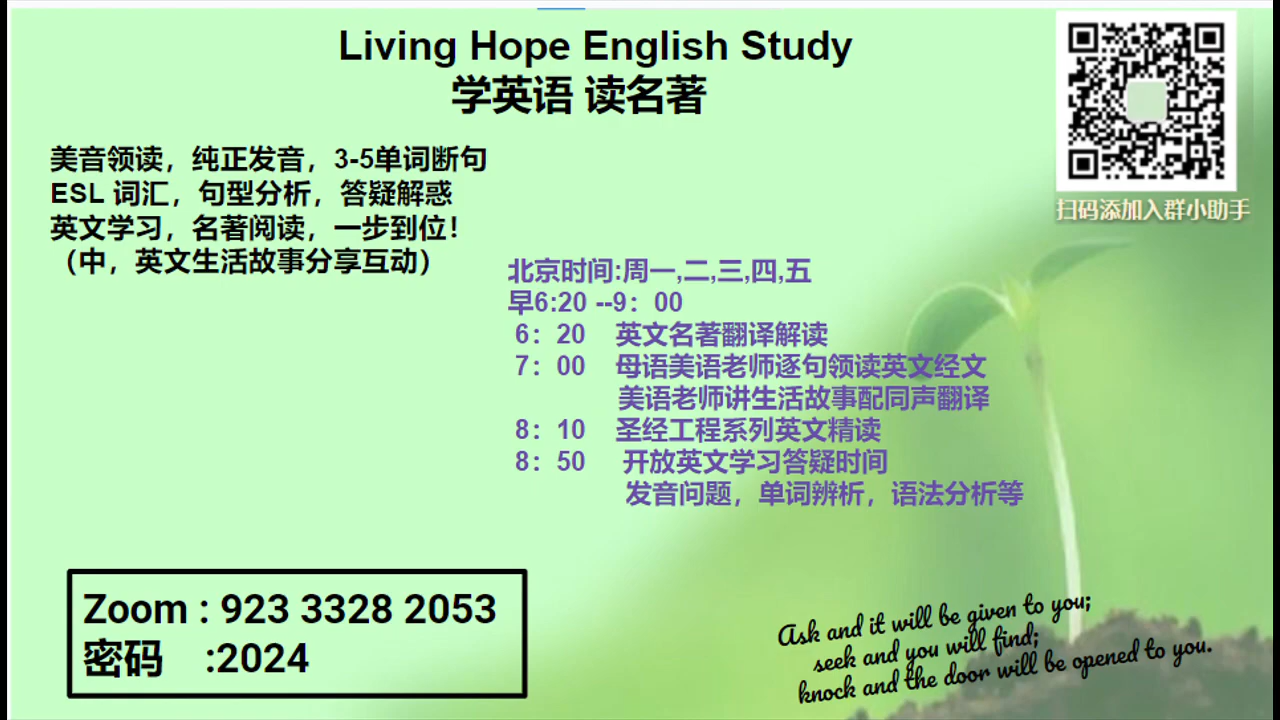 Living Hope English Study
学英语 读名著
美音领读，纯正发音，3-5单词断句
ESL 词汇，句型分析，答疑解惑
英文学习，名著阅读，一步到位！
（中，英文生活故事分享互动）
扫码添加入群小助手
北京时间:周一,二,三,四,五
早6:20 --9：00
6：20 英文名著翻译解读
7：00 母语美语老师逐句领读英文经文
美语老师讲生活故事配同声翻译
8：10 圣经工程系列英文精读
8：50 开放英文学习答疑时间
发音问题，单词辨析，语法分析等
Zoom : 923 3328 2053
密码 :2024
Ask and it will be given to you;
seek and you will find;
knock and the door will be opened to you.